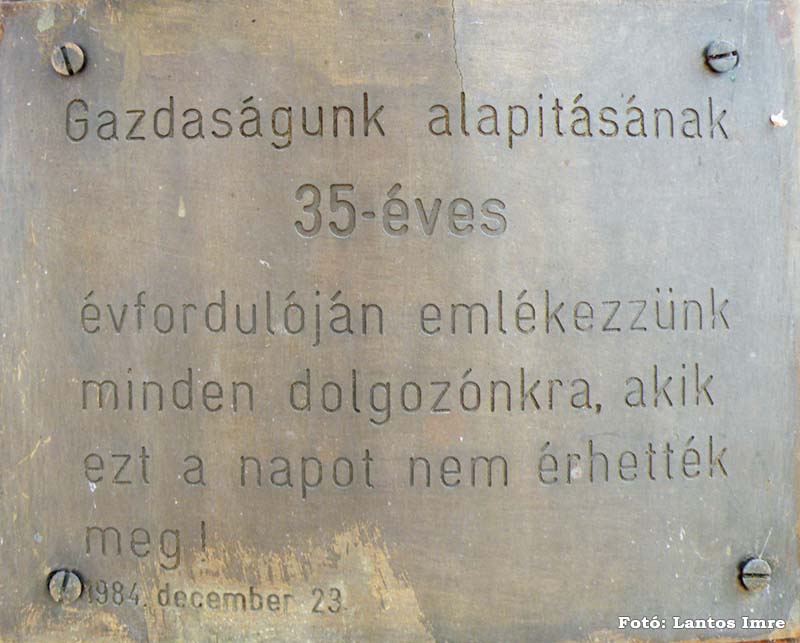 Gazdaságunk alapitásának
35-éves
évfordulóján emlékezzünk
minden dolgozónkra, akik
ezt a napot nem érhették
meg!
1984. december 23.
Fotó: Lantos Imre